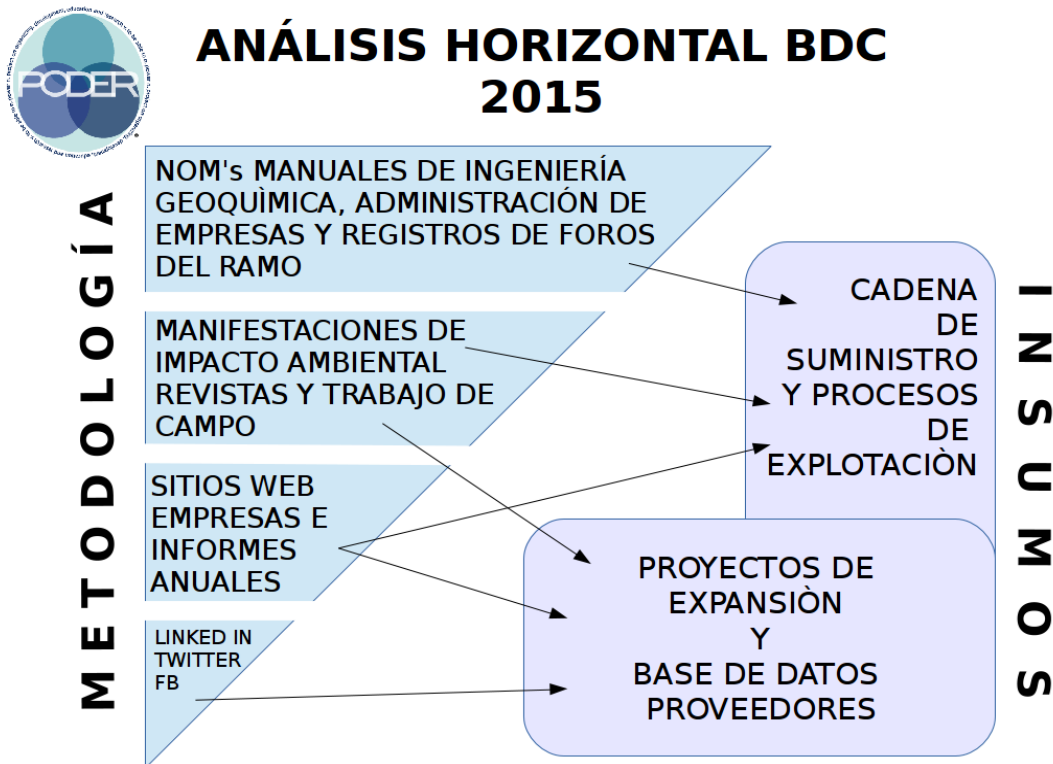 PODER
ANÁLISIS HORIZONTAL BDC
2015
METODOLOGÍA
NOM's MANUALES DE INGENIERÍA
GEOQUÌMICA, ADMINISTRACIÓN DE
EMPRESAS Y REGISTROS DE FOROS
DEL RAMO
MANIFESTACIONES DE
IMPACTO AMBIENTAL
REVISTAS Y TRABAJO DE
CAMPO
SITIOS WEB
EMPRESAS E
INFORMES
ANUALES
LINKED IN
TWITTER
FB
CADENA
DE
SUMINISTRO
Y PROCESOS
DE
EXPLOTACIÒN
PROYECTOS DE
EXPANSIÒN
Y
BASE DE DATOS
PROVEEDORES
INSUMOS